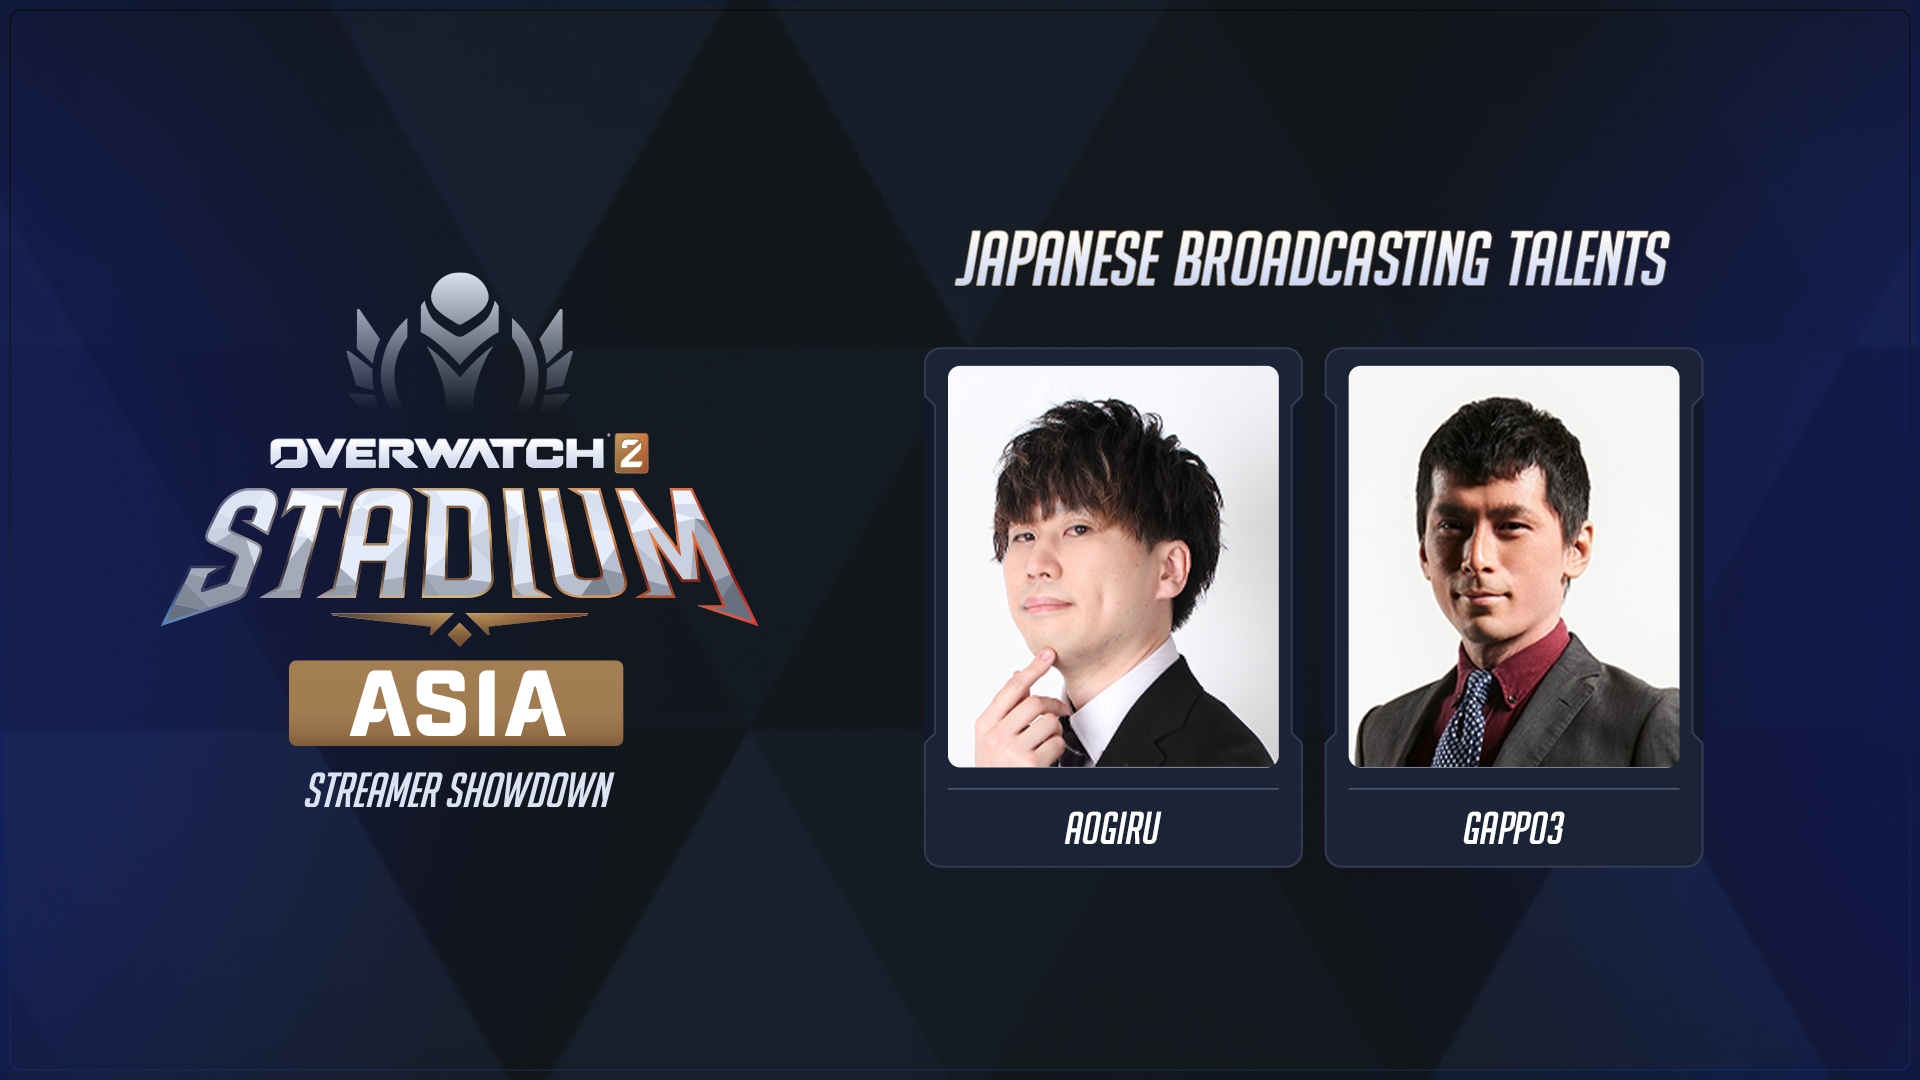 OVERWATCH 2
STADIUM
ASIA
STREAMER SHOWDOWN
JAPANESE BROADCASTING TALENTS
AOGIRU
GAPPO3